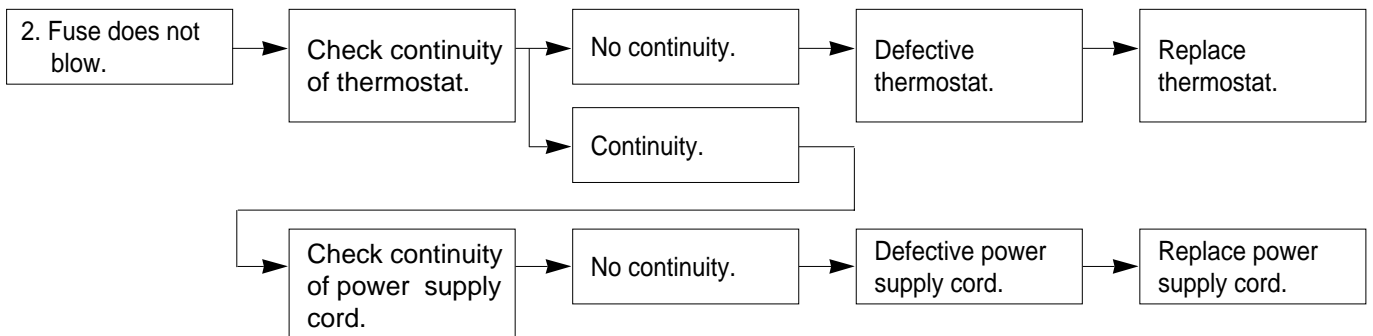 2. Fuse does not
blow.
Check continuity
of thermostat.
No continuity.
Defective
thermostat.
Replace
thermostat.
Continuity.
Check continuity
of power supply
cord.
No continuity.
Defective power
supply cord.
Replace power
supply cord.